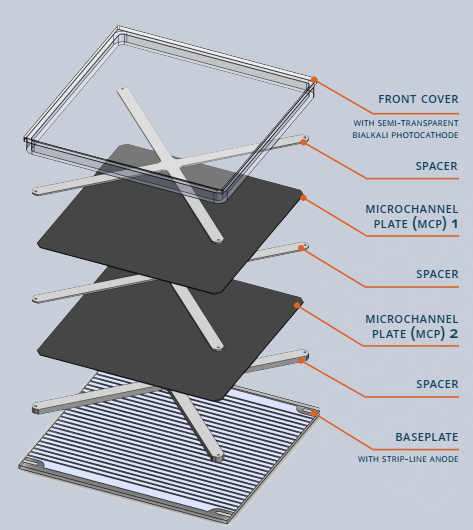 FRONT COVER
WITH SEMI-TRANSPARENT
BIALKALI PHOTOCATHODE
SPACER
MICROCHANNEL
PLATE (MCP) 1
SPACER
MICROCHANNEL
PLATE (MCP) 2
SPACER
BASEPLATE
WITH STRIP-LINE ANODE